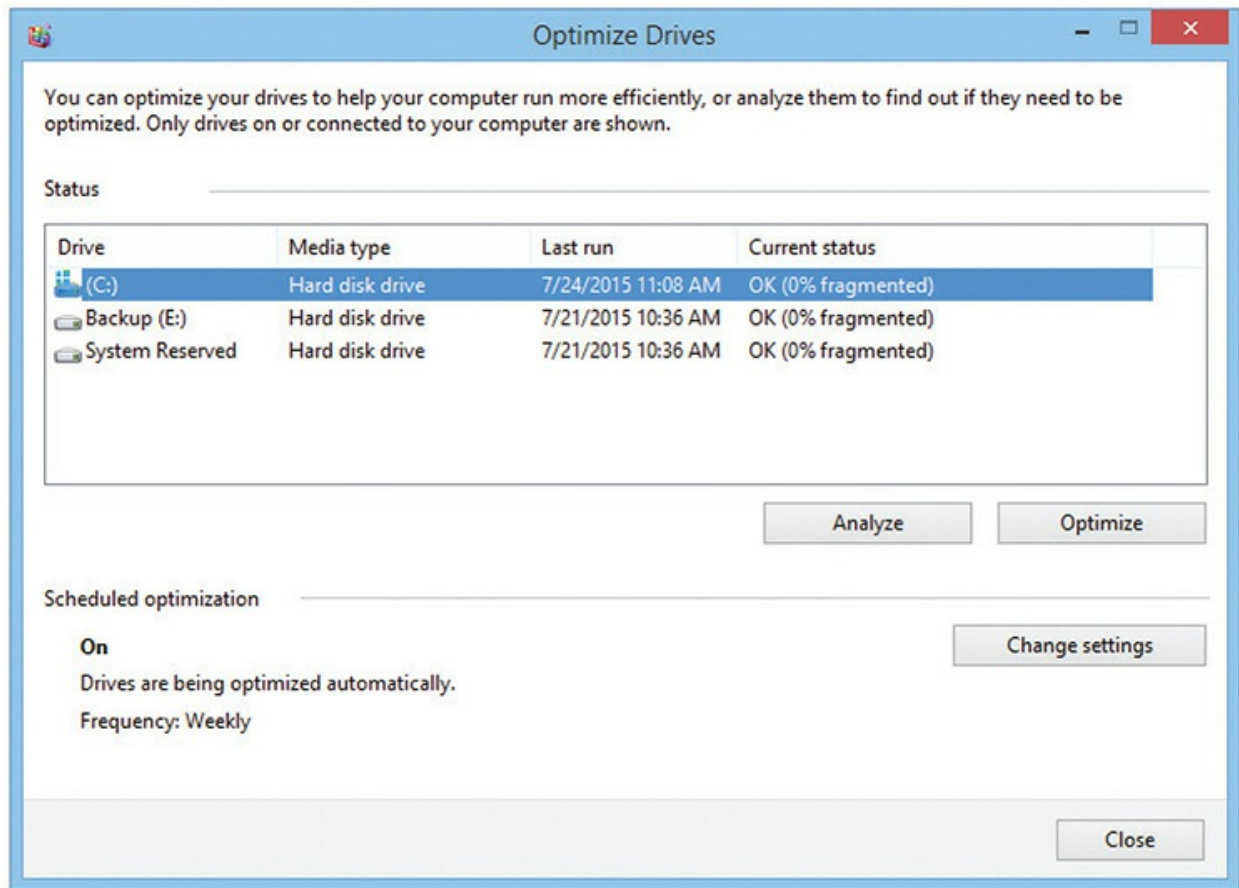 Optimize Drives
You can optimize your drives to help your computer run more efficiently, or analyze them to find out if they need to be
optimized. Only drives on or connected to your computer are shown.
Status
Drive Media type Last run Current status
(C:) Hard disk drive 7/24/2015 11:08 AM OK (0% fragmented)
Backup (E:) Hard disk drive 7/21/2015 10:36 AM OK (0% fragmented)
System Reserved Hard disk drive 7/21/2015 10:36 AM OK (0% fragmented)
Analyze Optimize
Scheduled optimization
On
Change settings
Drives are being optimized automatically.
Frequency: Weekly
Close